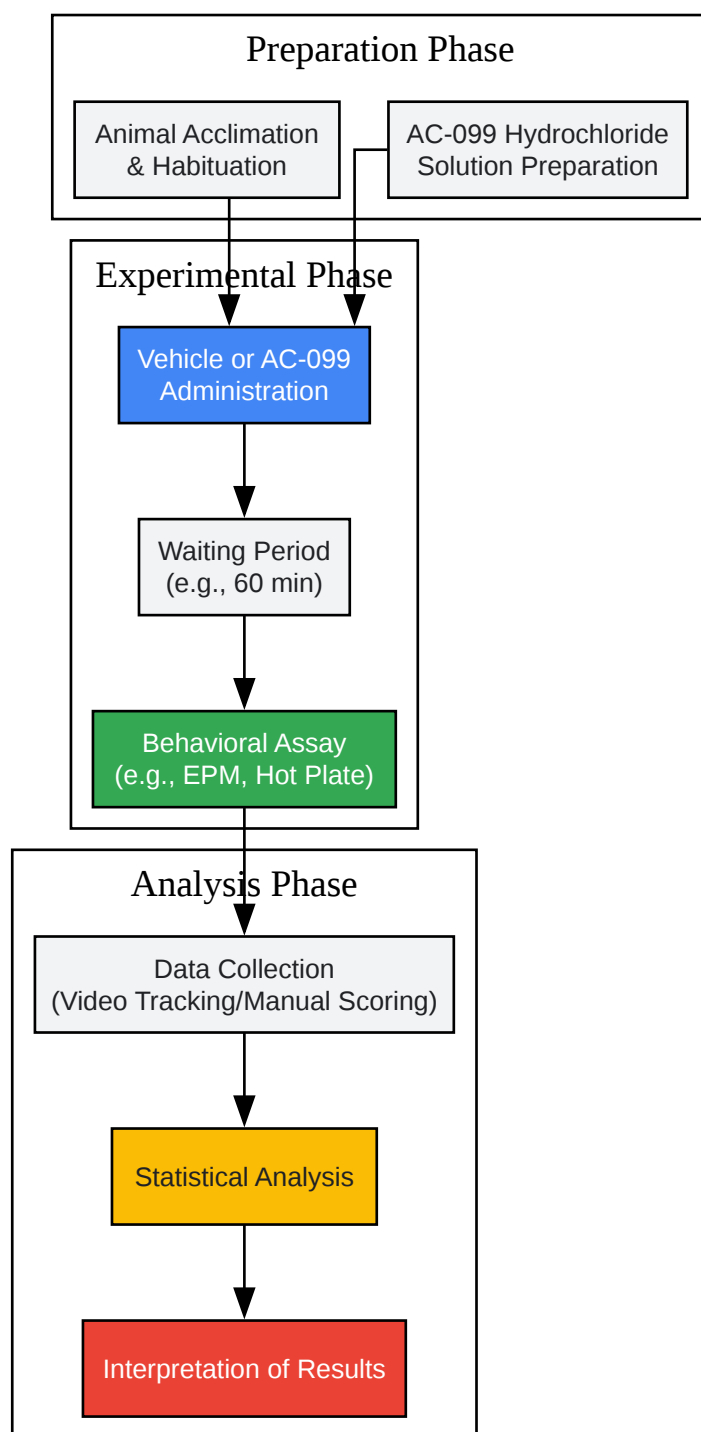 Preparation Phase
Animal Acclimation
& Habituation
AC-099 Hydrochloride
Solution Preparation
Experimental Phase
Vehicle or AC-099
Administration
Waiting Period
(e.g., 60 min)
Behavioral Assay
(e.g., EPM, Hot Plate)
Analysis Phase
Data Collection
(Video Tracking/Manual Scoring)
Statistical Analysis
Interpretation of Results